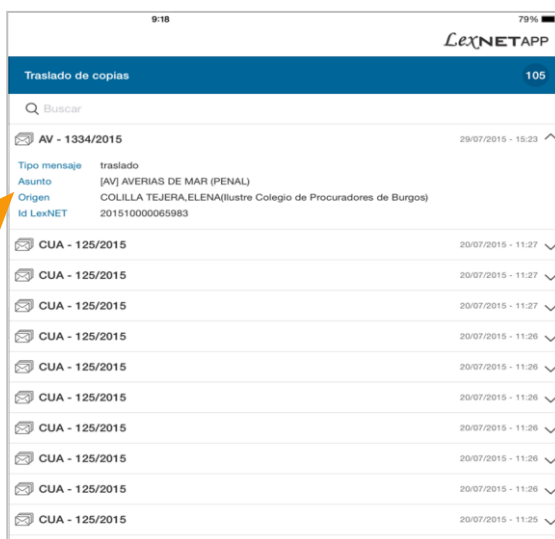 9:18 79%
LexNETAPP
Traslado de copias 105
Buscar
AV - 1334/2015 29/07/2015 - 15:23
Tipo mensaje traslado
Asunto [AV] AVERIAS DE MAR (PENAL)
Origen COLILLA TEJERA,ELENA(Ilustre Colegio de Procuradores de Burgos)
Id LexNET 201510000065983
CUA - 125/2015 20/07/2015 - 11:27
CUA - 125/2015 20/07/2015 - 11:27
CUA - 125/2015 20/07/2015 - 11:27
CUA - 125/2015 20/07/2015 - 11:26
CUA - 125/2015 20/07/2015 - 11:26
CUA - 125/2015 20/07/2015 - 11:26
CUA - 125/2015 20/07/2015 - 11:26
CUA - 125/2015 20/07/2015 - 11:26
CUA - 125/2015 20/07/2015 - 11:26
CUA - 125/2015 20/07/2015 - 11:25